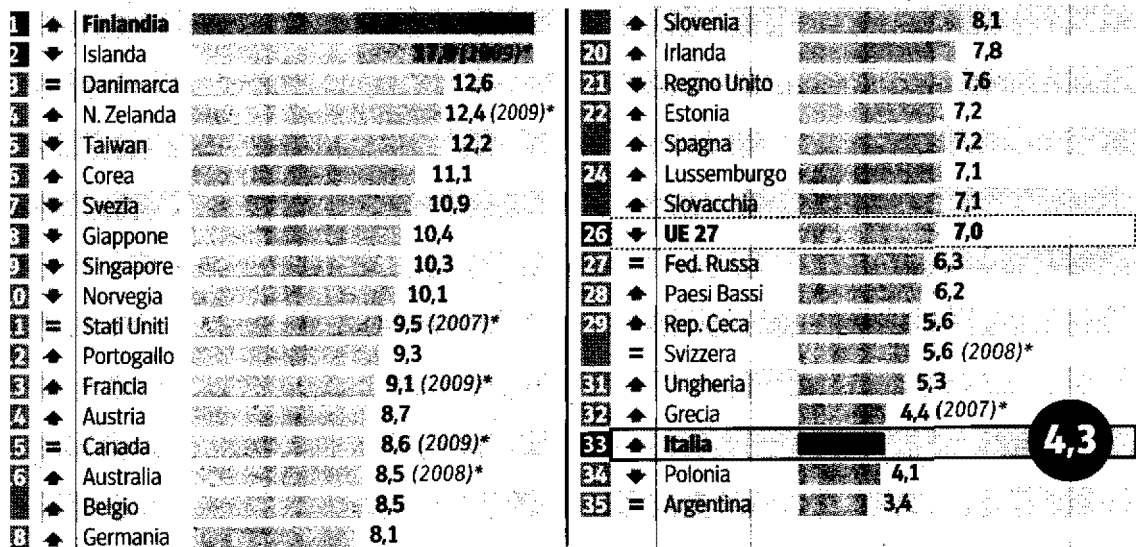 1 Finlandia
2 Islanda (2009)*
3 = Danimarca 12,6
4 N. Zelanda 12,4 (2009)*
5 Taiwan 12,2
6 Corea 11,1
7 Svezia 10,9
8 Giappone 10,4
9 Singapore 10,3
0 Norvegia 10,1
1 = Stati Uniti 9,5 (2007)*
2 Portogallo 9,3
3 Francia 9,1 (2009)*
4 Austria 8,7
5 = Canada 8,6 (2009)*
6 Australia 8,5 (2008)*
Belgio 8,5
8 Germania 8,1
Slovenia 8,1
20 Irlanda 7,8
21 Regno Unito 7,6
22 Estonia 7,2
Spagna 7,2
24 Lussemburgo 7,1
Slovacchia 7,1
26 UE 27 7,0
27 = Fed. Russa 6,3
28 Paesi Bassi 6,2
29 Rep. Ceca 5,6
= Svizzera 5,6 (2008)*
31 Ungheria 5,3
32 Grecia 4,4 (2007)*
33 Italia 4,3
34 Polonia 4,1
35 = Argentina 3,4